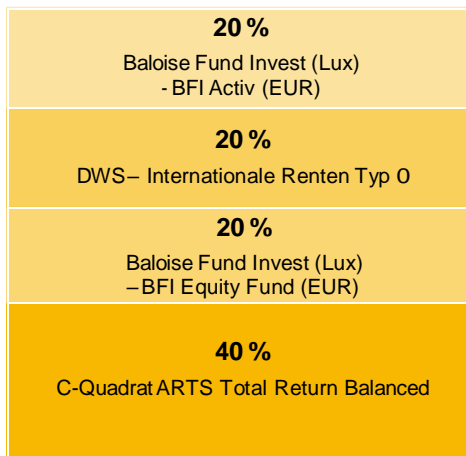 20 %
Baloise Fund Invest (Lux)
- BFI Activ (EUR)
20 %
DWS – Internationale Renten Typ O
20 %
Baloise Fund Invest (Lux)
– BFI Equity Fund (EUR)
40 %
C-Quadrat ARTS Total Return Balanced